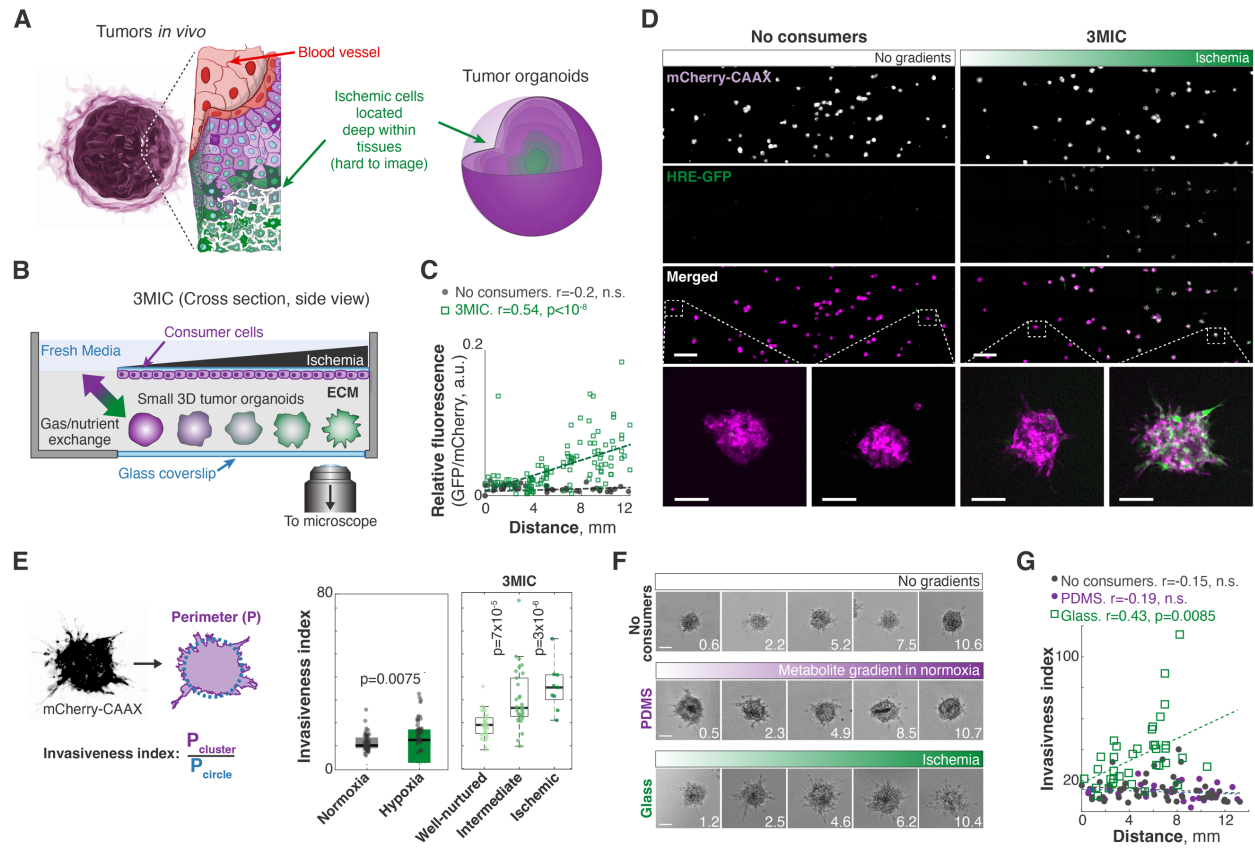 A
Tumors in vivo
Blood vessel
Ischemic cells
located
deep within
tissues
(hard to image)
Tumor organoids
B
3MIC (Cross section, side view)
Consumer cells
Fresh Media
Ischemia
ECM
Small 3D tumor organoids
Gas/nutrient
exchange
Glass coverslip
To microscope
C
No consumers. r=-0.2, n.s.
3MIC. r=0.54, p<10⁻⁸
Relative fluorescence
(GFP/mCherry, a.u.)
0.2
0
0 4 8 12
Distance, mm
D
No consumers
3MIC
No gradients
Ischemia
mCherry-CAAX
HRE-GFP
Merged
E
mCherry-CAAX
Perimeter (P)
Invasiveness index: Pcluster
Pcircle
Invasiveness index
80
0
p=0.0075
Normoxia
Hypoxia
3MIC
p=7x10⁻⁵
p=3x10⁻⁶
Well-nurtured
Intermediate
Ischemic
F
No
consumers
No gradients
0.6 2.2 5.2 7.5 10.6
PDMS
Metabolite gradient in normoxia
0.5 2.3 4.9 8.5 10.7
Glass
Ischemia
1.2 2.5 4.6 6.2 10.4
G
No consumers. r=-0.15, n.s.
PDMS. r=-0.19, n.s.
Glass. r=0.43, p=0.0085
Invasivness index
100
20
0 4 8 12
Distance, mm